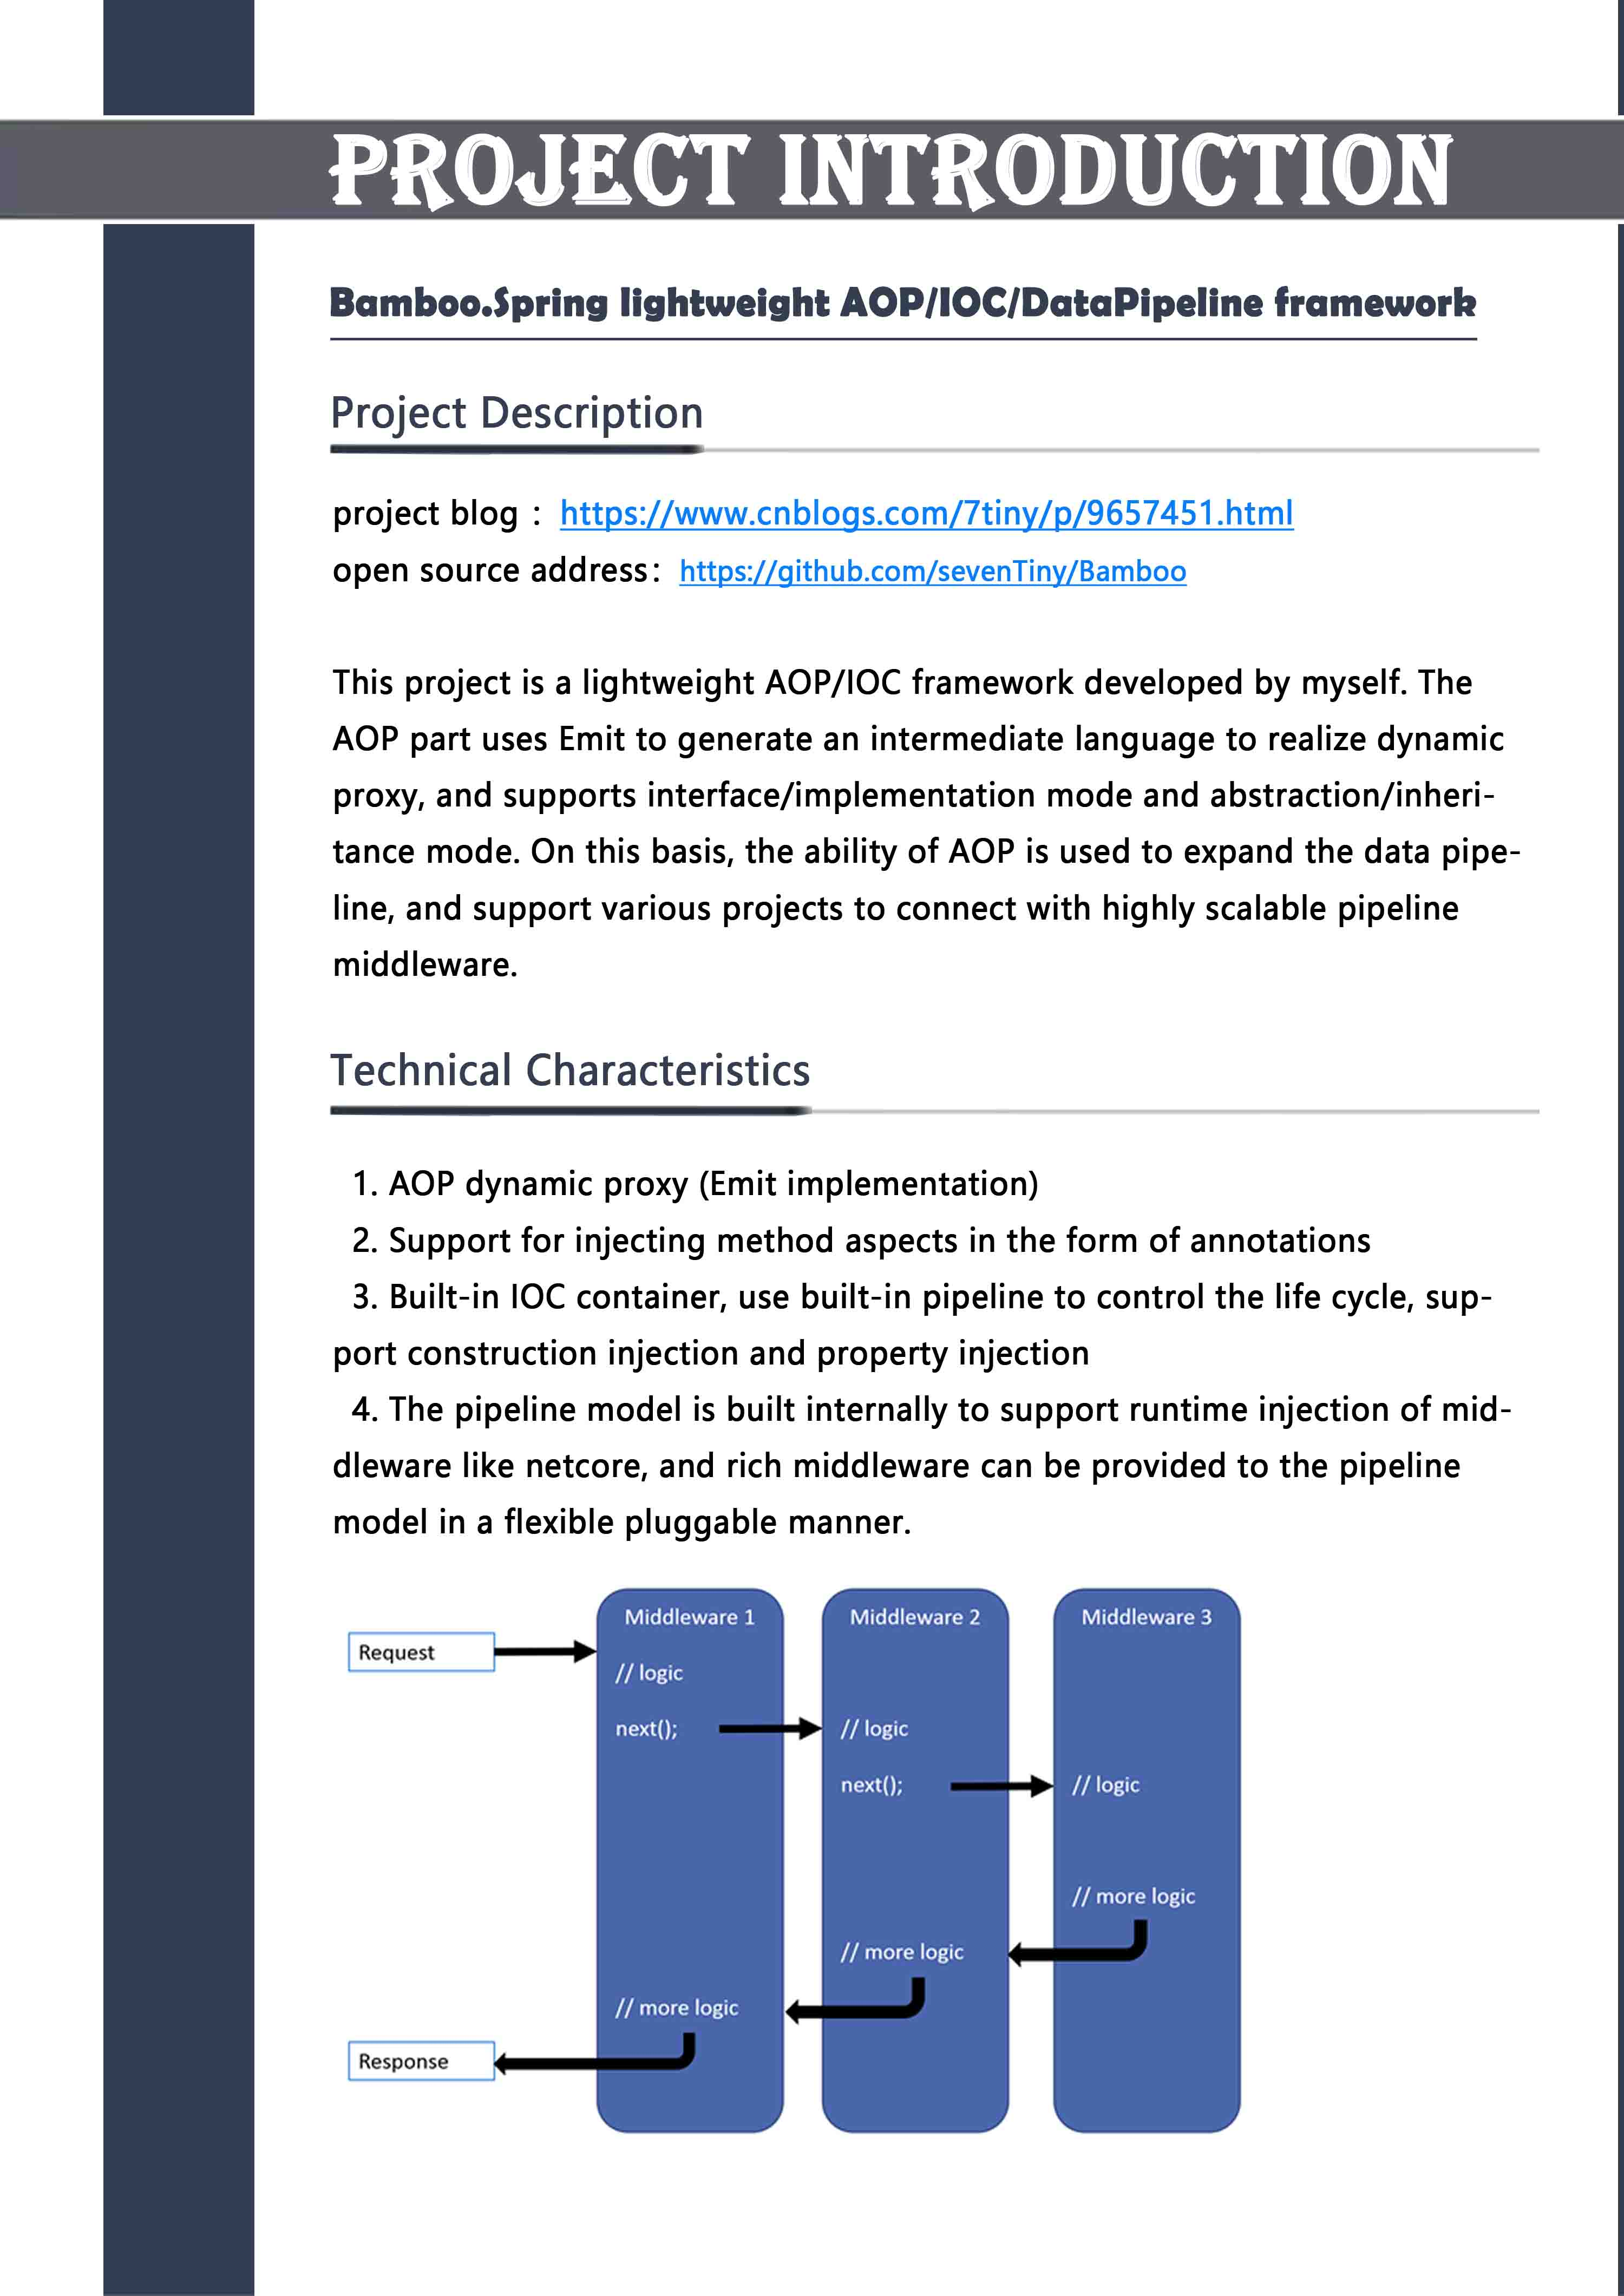 PROJECT INTRODUCTION
Bamboo.Spring lightweight AOP/IOC/DataPipeline framework
Project Description
project blog : https://www.cnblogs.com/7tiny/p/9657451.html
open source address: https://github.com/sevenTiny/Bamboo
This project is a lightweight AOP/IOC framework developed by myself. The
AOP part uses Emit to generate an intermediate language to realize dynamic
proxy, and supports interface/implementation mode and abstraction/inheri-
tance mode. On this basis, the ability of AOP is used to expand the data pipe-
line, and support various projects to connect with highly scalable pipeline
middleware.
Technical Characteristics
1. AOP dynamic proxy (Emit implementation)
2. Support for injecting method aspects in the form of annotations
3. Built-in IOC container, use built-in pipeline to control the life cycle, sup-
port construction injection and property injection
4. The pipeline model is built internally to support runtime injection of mid-
dleware like netcore, and rich middleware can be provided to the pipeline
model in a flexible pluggable manner.
Middleware 1
Middleware 2
Middleware 3
Request
// logic
next();
// logic
next();
// logic
// more logic
// more logic
// more logic
Response